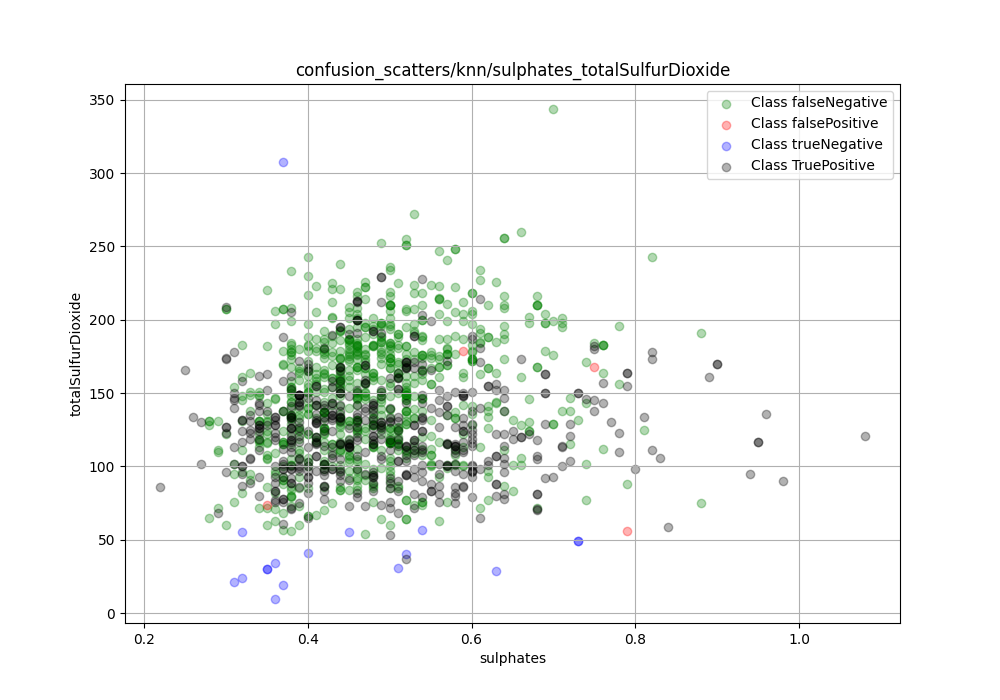 confusion_scatters/knn/sulphates_totalSulfurDioxide
Class falseNegative
Class falsePositive
Class trueNegative
Class TruePositive
350
300
250
200
150
100
50
0
totalSulfurDioxide
0.2
0.4
0.6
0.8
1.0
sulphates